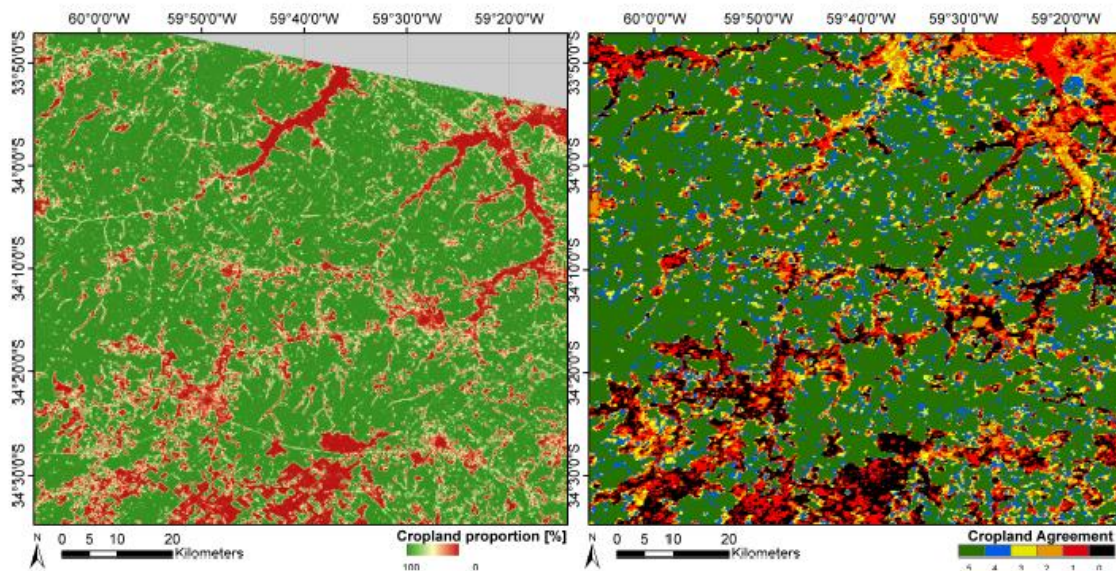 60°0'0"W 59°50'0"W 59°40'0"W 59°30'0"W 59°20'0"W
60°0'0"W 59°50'0"W 59°40'0"W 59°30'0"W 59°20'0"W
33°50'0"S
34°0'0"S
34°10'0"S
34°20'0"S
34°30'0"S
33°50'0"S
34°0'0"S
34°10'0"S
34°20'0"S
34°30'0"S
N
0 5 10 20
Kilometers
Cropland proportion [%]
100 0
N
0 5 10 20
Kilometers
Cropland Agreement
5 4 3 2 1 0